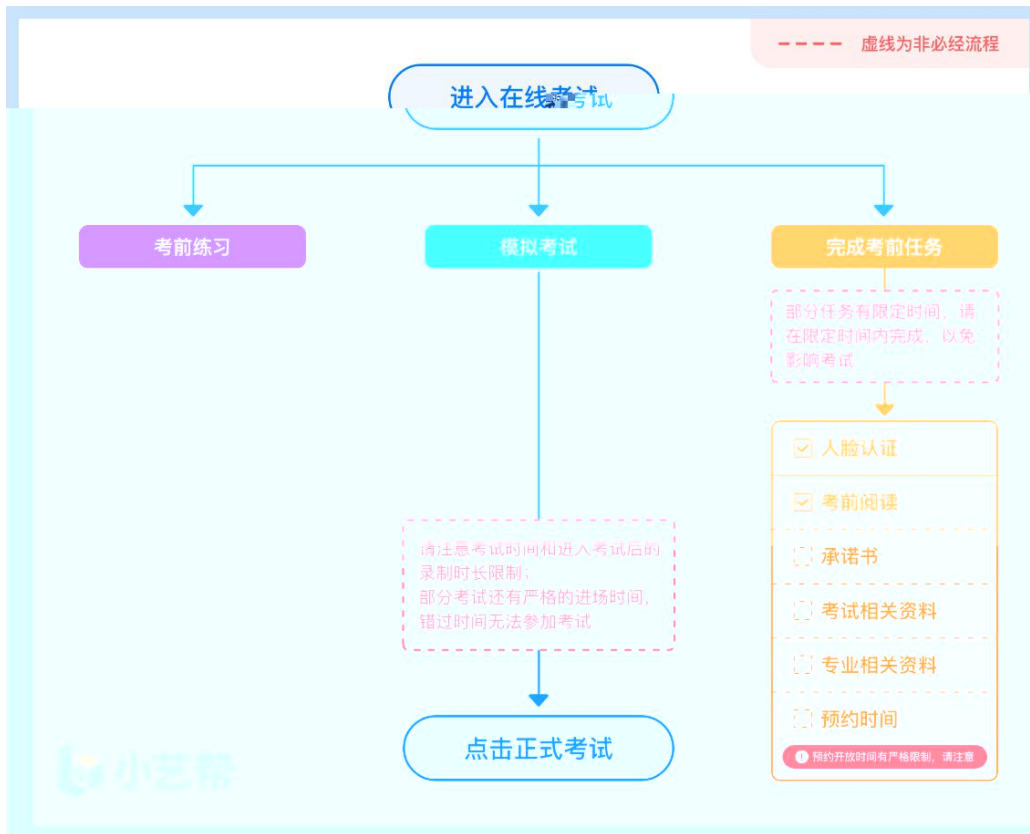 虚线为非必经流程
进入在线考试
考前练习
模拟考试
完成考前任务
部分任务有限定时间，请
在限定时间内完成，以免
影响考试
人脸认证
考前阅读
承诺书
考试相关资料
专业相关资料
预约时间
预约开放时间有严格限制，请注意
请注意考试时间和进入考试后的
录制时长限制；
部分考试还有严格的进场时间，
错过时间无法参加考试
点击正式考试
小艺帮